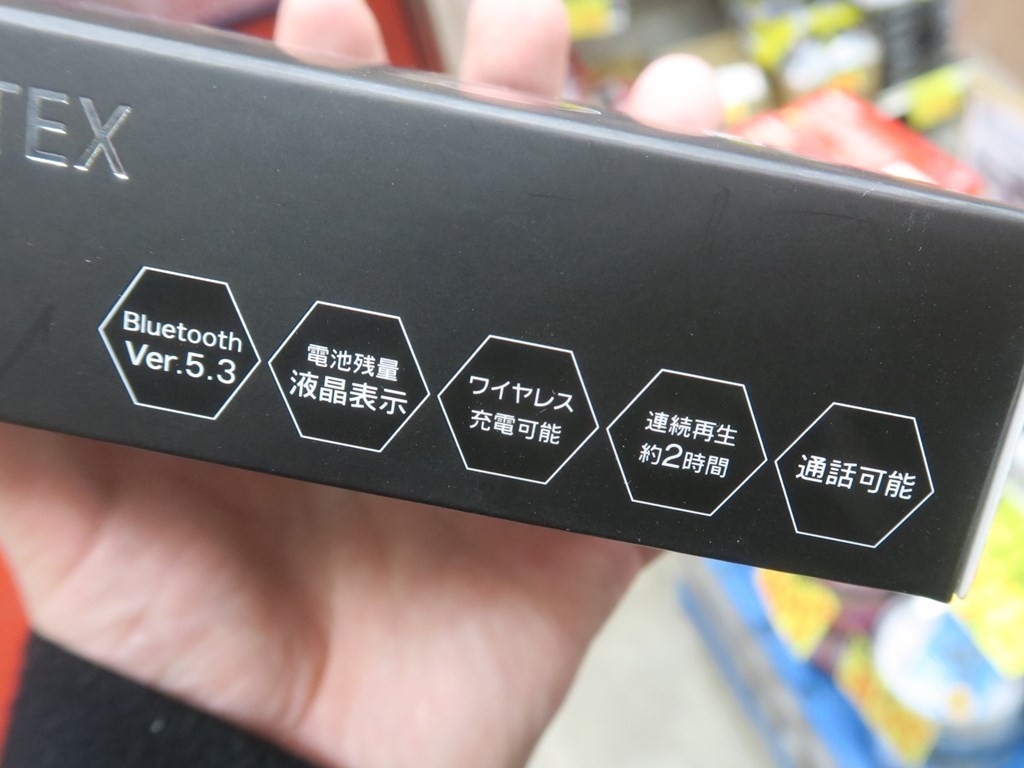 TEX
Bluetooth
Ver.5.3
電池残量
液晶表示
ワイヤレス
充電可能
連続再生
約2時間
通話可能